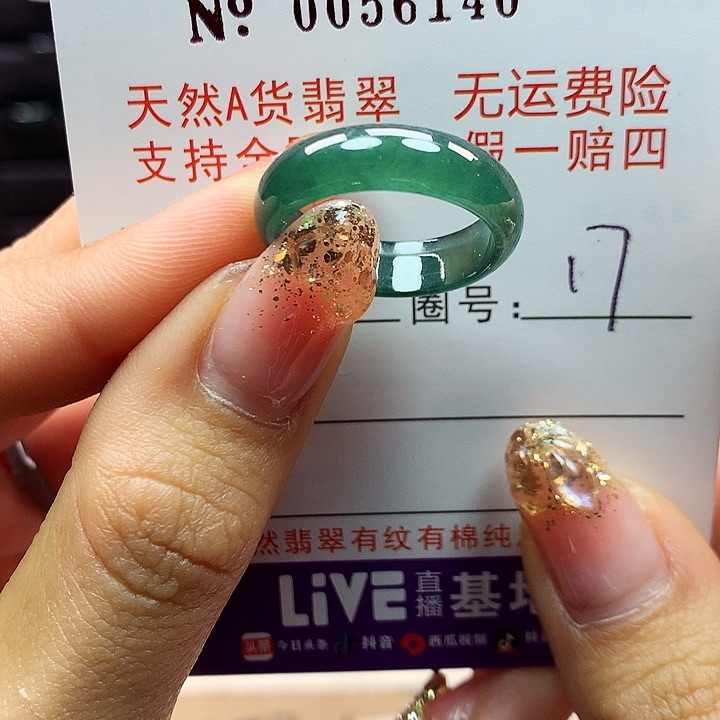 № 0056140
天然A货翡翠 无运费险
支持全 假一赔四
圈号: 17
然翡翠有纹有棉纯
LiVE 直播 基
今日头条 抖音 西瓜视频